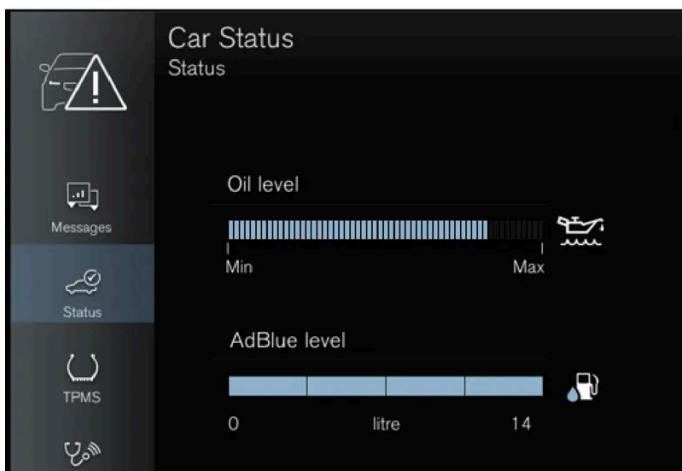 Car Status
Status
Messages
Status
TPMS
Oil level
Min Max
AdBlue level
0 litre 14